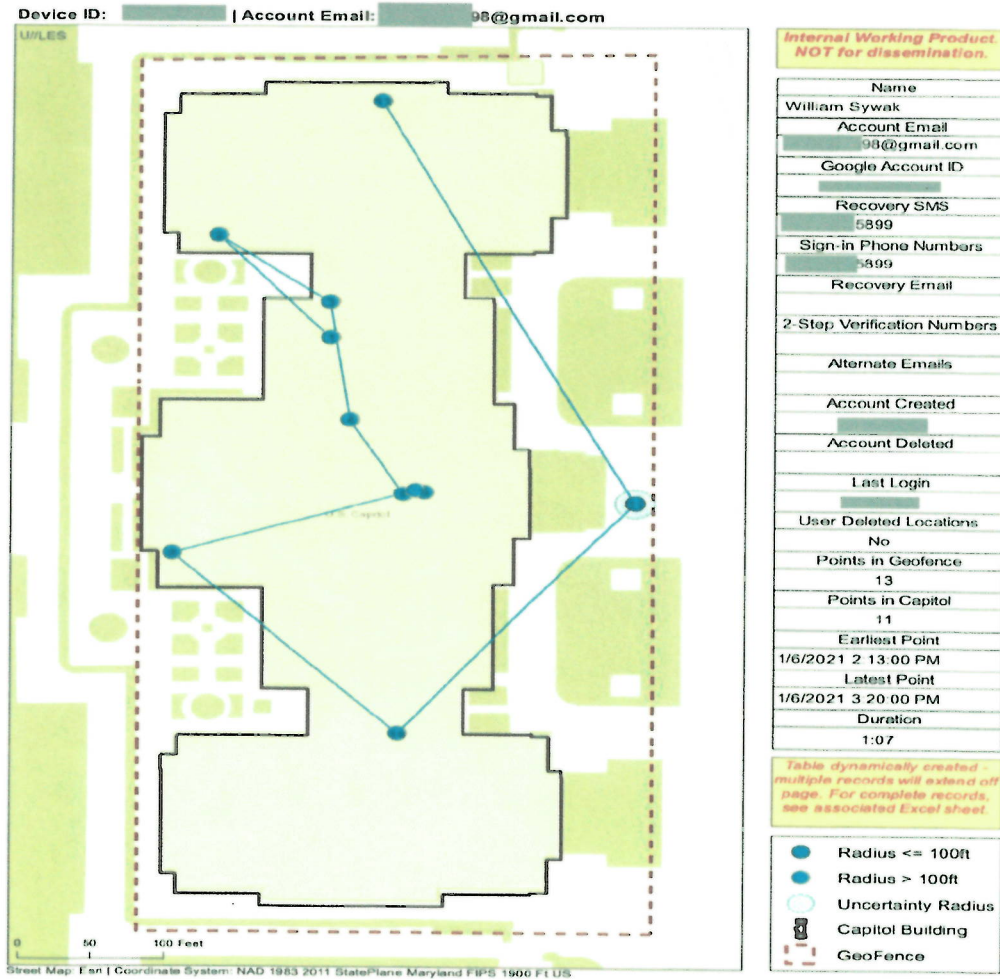 Device ID: | Account Email: 98@gmail.com
U//LES
Internal Working Product.
NOT for dissemination.
Name
William Sywak
Account Email
98@gmail.com
Google Account ID
Recovery SMS
5899
Sign-in Phone Numbers
5899
Recovery Email
2-Step Verification Numbers
Alternate Emails
Account Created
Account Deleted
Last Login
User Deleted Locations
No
Points in Geofence
13
Points in Capitol
11
Earliest Point
1/6/2021 2 13:00 PM
Latest Point
1/6/2021 3 20 00 PM
Duration
1:07
Table dynamically created -
multiple records will extend off
page. For complete records,
see associated Excel sheet.
U.S. Capitol
Radius <= 100ft
Radius > 100ft
Uncertainty Radius
Capitol Building
GeoFence
0 50 100 Feet
Street Map: Esri | Coordinate System: NAD 1983 2011 StatePlane Maryland FIPS 1900 Ft US